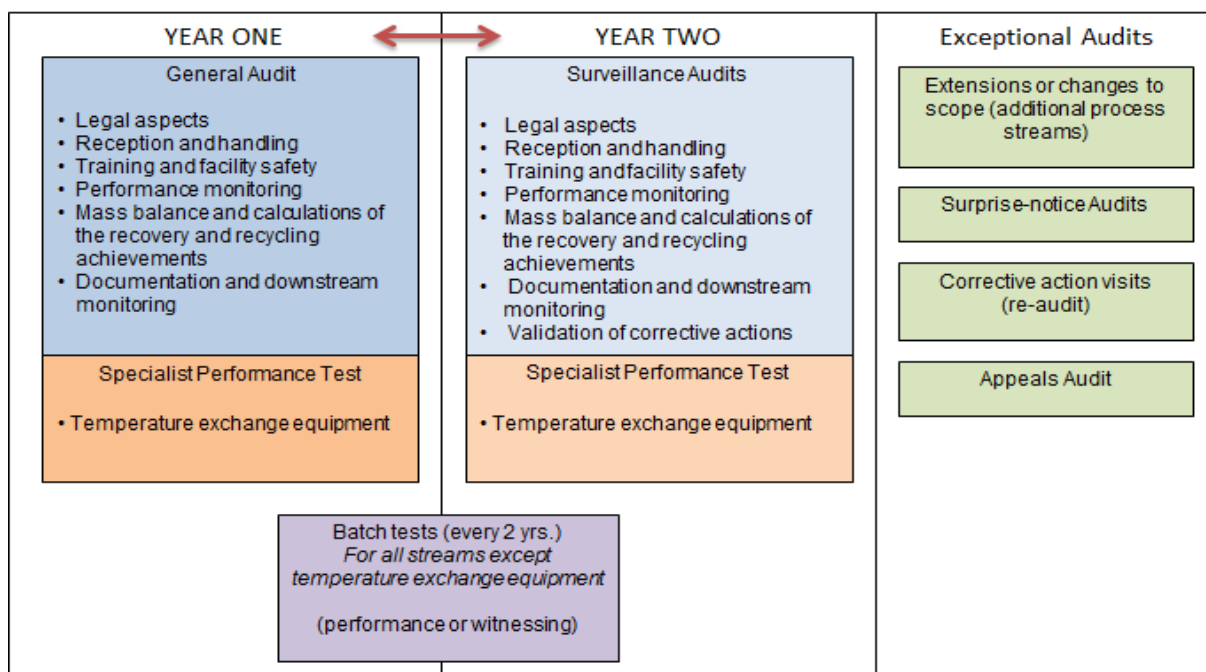 YEAR ONE
General Audit
• Legal aspects
• Reception and handling
• Training and facility safety
• Performance monitoring
• Mass balance and calculations of
the recovery and recycling
achievements
• Documentation and downstream
monitoring
Specialist Performance Test
• Temperature exchange equipment
YEAR TWO
Surveillance Audits
• Legal aspects
• Reception and handling
• Training and facility safety
• Performance monitoring
• Mass balance and calculations of
the recovery and recycling
achievements
• Documentation and downstream
monitoring
• Validation of corrective actions
Specialist Performance Test
• Temperature exchange equipment
Batch tests (every 2 yrs.)
For all streams except
temperature exchange equipment
(performance or witnessing)
Exceptional Audits
Extensions or changes to
scope (additional process
streams)
Surprise-notice Audits
Corrective action visits
(re-audit)
Appeals Audit